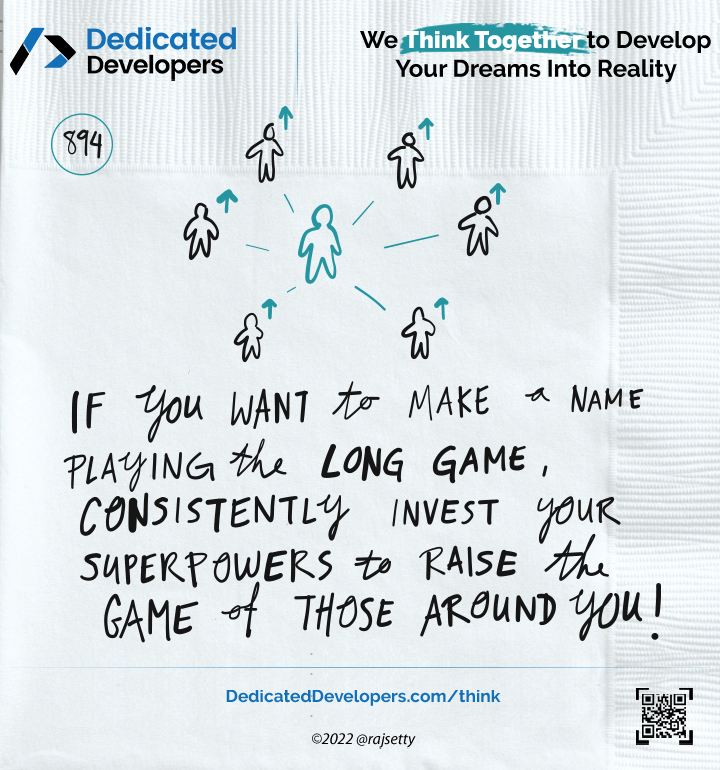 Dedicated
Developers
We Think Together to Develop
Your Dreams Into Reality
894
IF You WANT to MAKE a NAME
PLAYING the LONG GAME,
CONSISTENTLY INVEST YOUR
SUPERPOWERS to RAISE the
GAME of THOSE AROUND YOU!
DedicatedDevelopers.com/think
©2022 @rajsetty